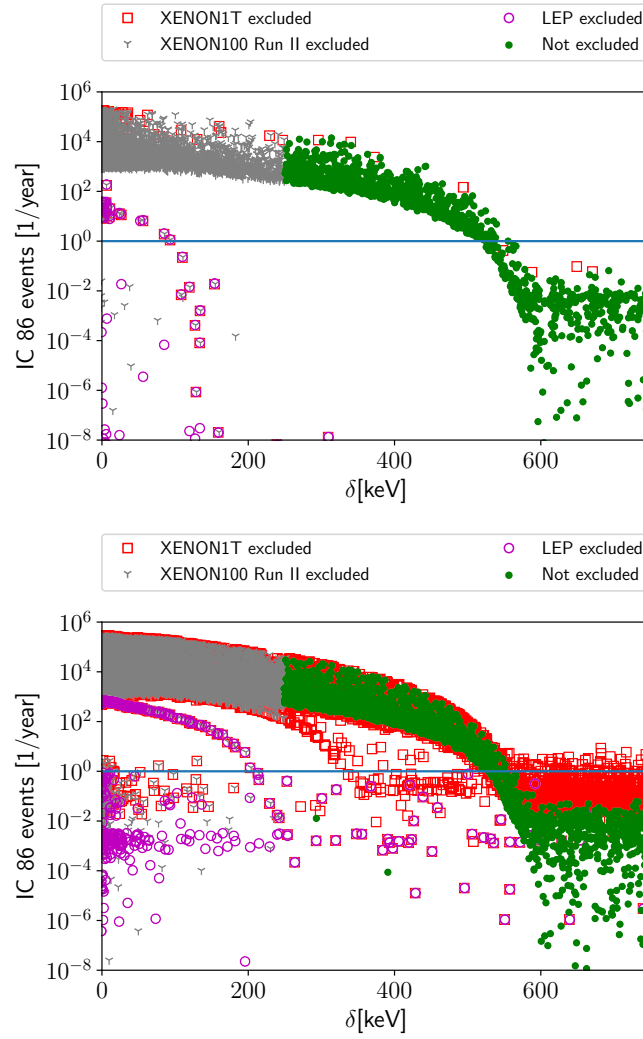 XENON1T excluded LEP excluded
XENON100 Run II excluded Not excluded
10^6
10^4
10^2
10^0
10^−2
10^−4
10^−6
10^−8
IC 86 events [1/year]
0 200 400 600
δ[keV]
XENON1T excluded LEP excluded
XENON100 Run II excluded Not excluded
10^6
10^4
10^2
10^0
10^−2
10^−4
10^−6
10^−8
IC 86 events [1/year]
0 200 400 600
δ[keV]